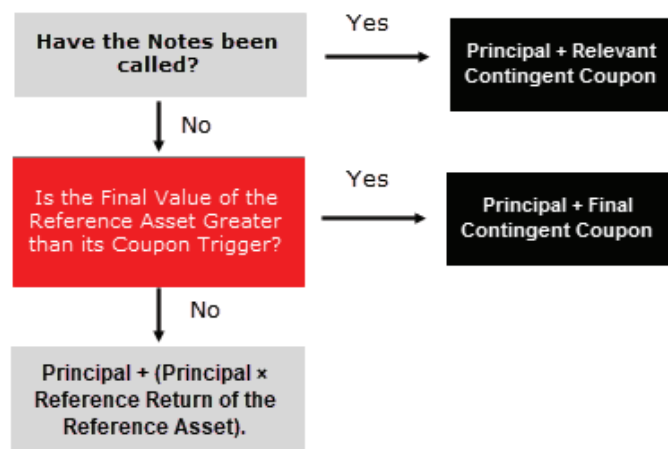 Have the Notes been
called?
Yes
Principal + Relevant
Contingent Coupon
No
Is the Final Value of the
Reference Asset Greater
than its Coupon Trigger?
Yes
Principal + Final
Contingent Coupon
No
Principal + (Principal ×
Reference Return of the
Reference Asset).